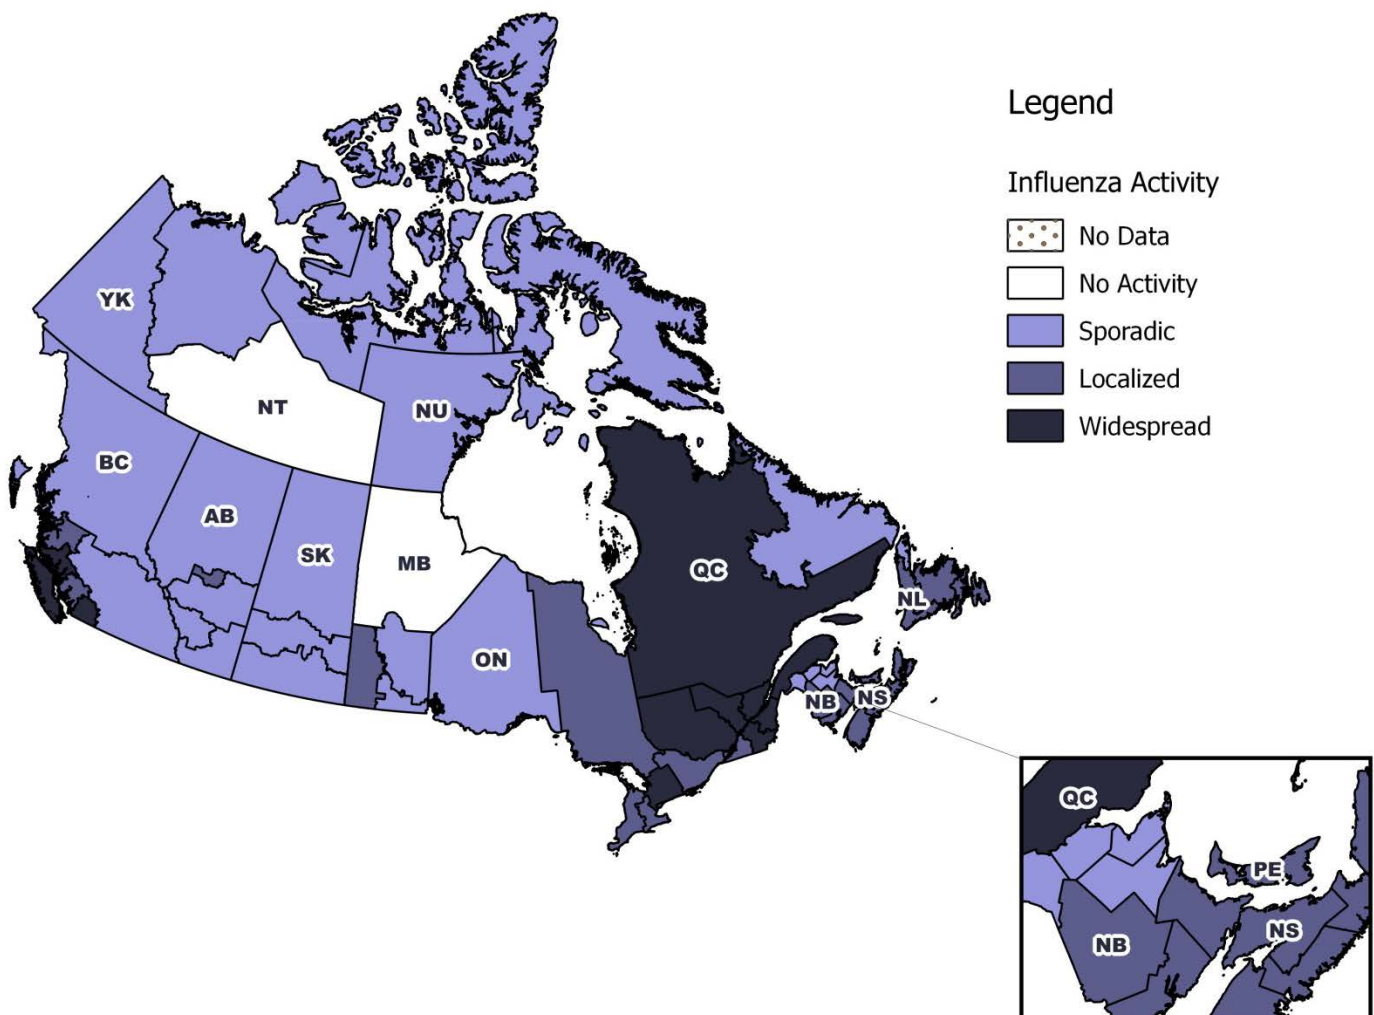 Legend
Influenza Activity
No Data
No Activity
Sporadic
Localized
Widespread
YK
NT
NU
BC
AB
SK
MB
QC
NL
ON
NB
NS
QC
PE
NS
NB